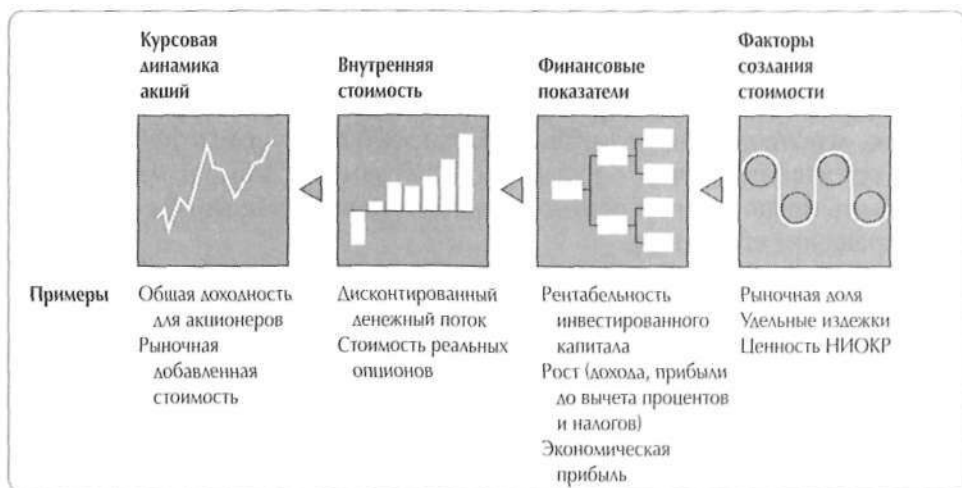 Курсовая
динамика
акций
Внутренняя
стоимость
Финансовые
показатели
Факторы
создания
стоимости
Примеры
Общая доходность
для акционеров
Рыночная
добавленная
стоимость
Дисконтированный
денежный поток
Стоимость реальных
опционов
Рентабельность
инвестированного
капитала
Рост (дохода, прибыли
до вычета процентов
и налогов)
Экономическая
прибыль
Рыночная доля
Удельные издежки
Ценность НИОКР